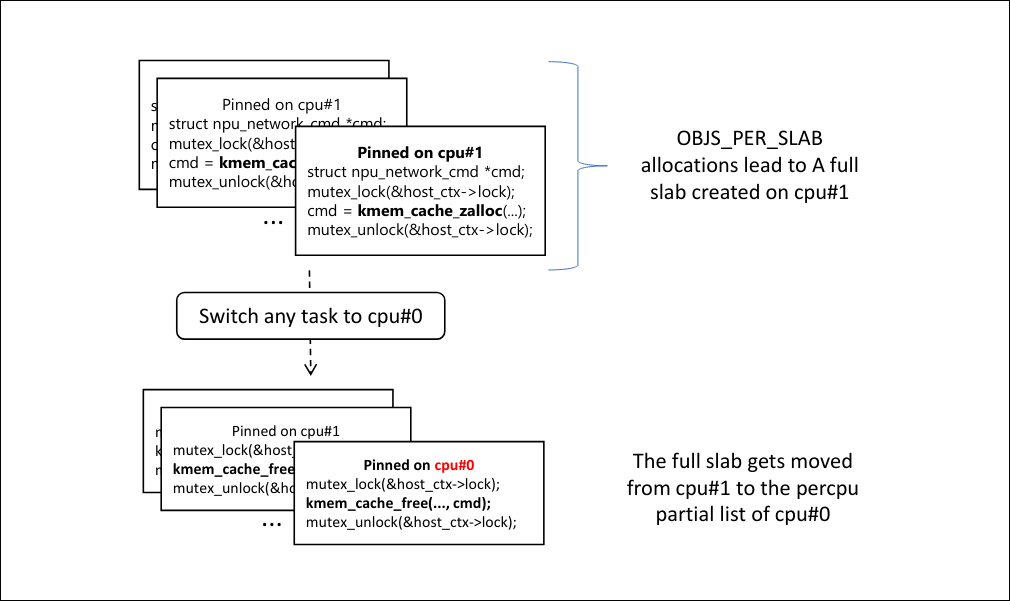 s
n
c
n
Pinned on cpu#1
struct npu_network_cmd *cmd;
mutex_lock(&host_c
cmd = kmem_cac
mutex_unlock(&ho
...
Pinned on cpu#1
struct npu_network_cmd *cmd;
mutex_lock(&host_ctx->lock);
cmd = kmem_cache_zalloc(...);
mutex_unlock(&host_ctx->lock);
OBJS_PER_SLAB
allocations lead to A full
slab created on cpu#1
Switch any task to cpu#0
Pinned on cpu#1
mutex_lock(&host_
kmem_cache_free
mutex_unlock(&ho
...
Pinned on cpu#0
mutex_lock(&host_ctx->lock);
kmem_cache_free(..., cmd);
mutex_unlock(&host_ctx->lock);
The full slab gets moved
from cpu#1 to the percpu
partial list of cpu#0